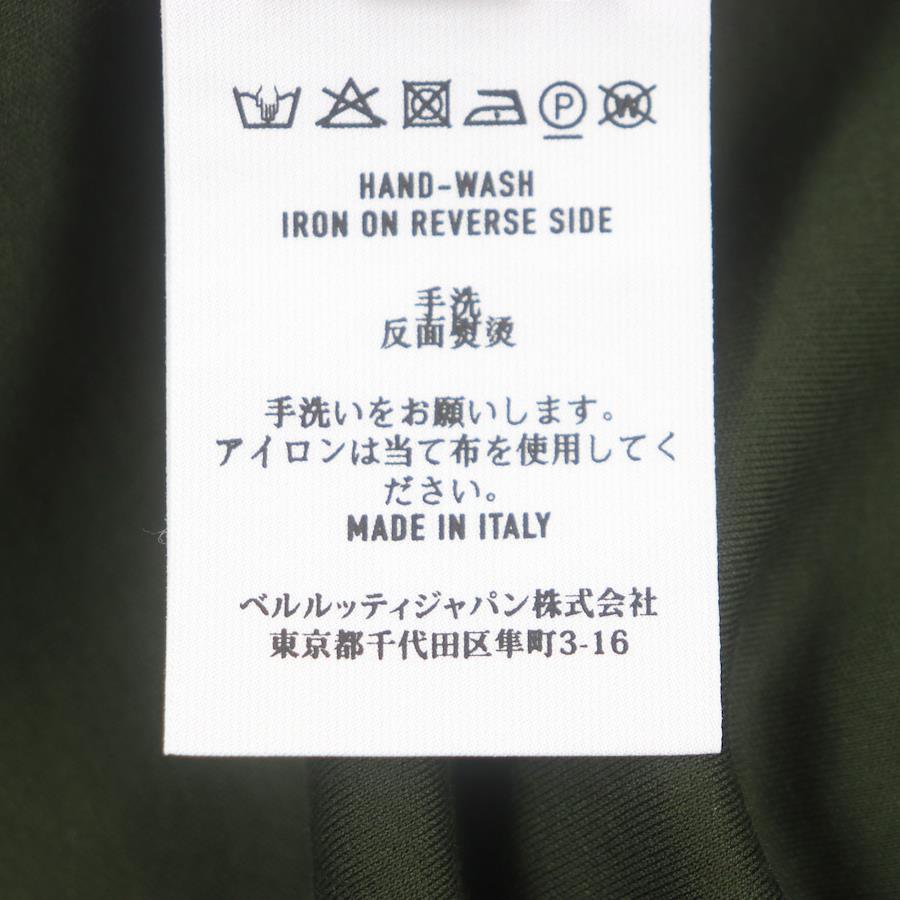 P W
HAND-WASH
IRON ON REVERSE SIDE
手洗
反面熨烫
手洗いをお願いします。
アイロンは当て布を使用してく
ださい。
MADE IN ITALY
ベルルッティジャパン株式会社
東京都千代田区隼町3-16